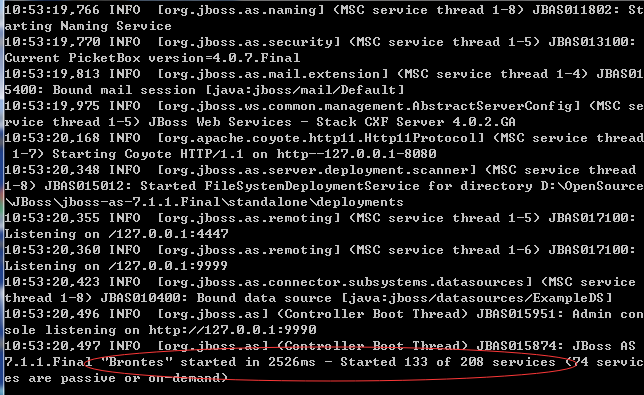 10:53:19,766 INFO  [org.jboss.as.naming] (MSC service thread 1-8) JBAS011802: St
arting Naming Service
10:53:19,770 INFO  [org.jboss.as.security] (MSC service thread 1-5) JBAS013100:
Current PicketBox version=4.0.7.Final
10:53:19,813 INFO  [org.jboss.as.mail.extension] (MSC service thread 1-4) JBAS01
5400: Bound mail session [java:jboss/mail/Default]
10:53:19,975 INFO  [org.jboss.ws.common.management.AbstractServerConfig] (MSC se
rvice thread 1-5) JBoss Web Services - Stack CXF Server 4.0.2.GA
10:53:20,168 INFO  [org.apache.coyote.http11.Http11Protocol] (MSC service thread
 1-7) Starting Coyote HTTP/1.1 on http--127.0.0.1-8080
10:53:20,348 INFO  [org.jboss.as.server.deployment.scanner] (MSC service thread
1-8) JBAS015012: Started FileSystemDeploymentService for directory D:\OpenSource
\JBoss\jboss-as-7.1.1.Final\standalone\deployments
10:53:20,355 INFO  [org.jboss.as.remoting] (MSC service thread 1-5) JBAS017100:
Listening on /127.0.0.1:4447
10:53:20,360 INFO  [org.jboss.as.remoting] (MSC service thread 1-6) JBAS017100:
Listening on /127.0.0.1:9999
10:53:20,423 INFO  [org.jboss.as.connector.subsystems.datasources] (MSC service
thread 1-8) JBAS010400: Bound data source [java:jboss/datasources/ExampleDS]
10:53:20,496 INFO  [org.jboss.as] (Controller Boot Thread) JBAS015951: Admin con
sole listening on http://127.0.0.1:9990
10:53:20,497 INFO  [org.jboss.as] (Controller Boot Thread) JBAS015874: JBoss AS
7.1.1.Final "Brontes" started in 2526ms - Started 133 of 208 services (74 servic
es are passive or on-demand)